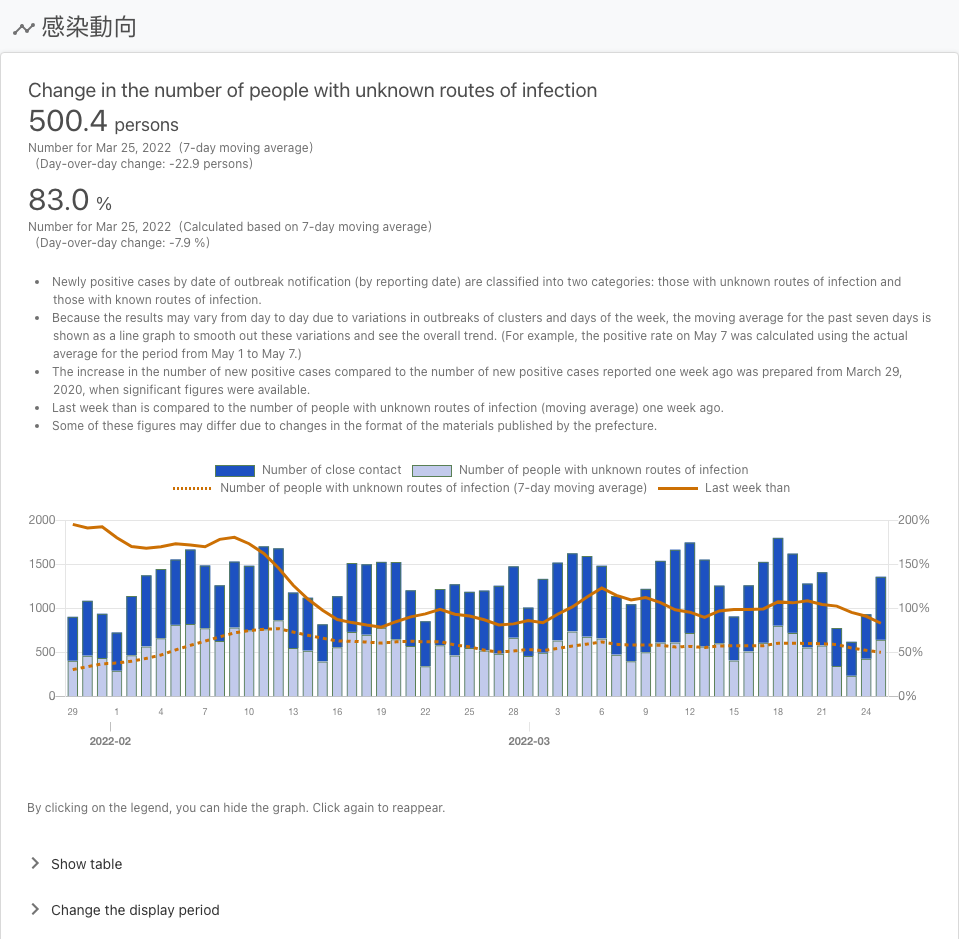 感染動向
Change in the number of people with unknown routes of infection
500.4 persons
Number for Mar 25, 2022 (7-day moving average)
(Day-over-day change: -22.9 persons)
83.0 %
Number for Mar 25, 2022 (Calculated based on 7-day moving average)
(Day-over-day change: -7.9 %)
• Newly positive cases by date of outbreak notification (by reporting date) are classified into two categories: those with unknown routes of infection and
those with known routes of infection.
• Because the results may vary from day to day due to variations in outbreaks of clusters and days of the week, the moving average for the past seven days is
shown as a line graph to smooth out these variations and see the overall trend. (For example, the positive rate on May 7 was calculated using the actual
average for the period from May 1 to May 7.)
• The increase in the number of new positive cases compared to the number of new positive cases reported one week ago was prepared from March 29,
2020, when significant figures were available.
• Last week than is compared to the number of people with unknown routes of infection (moving average) one week ago.
• Some of these figures may differ due to changes in the format of the materials published by the prefecture.
Number of close contact Number of people with unknown routes of infection
Number of people with unknown routes of infection (7-day moving average) Last week than
2000 200%
1500 150%
1000 100%
500 50%
0 0%
29 1 4 7 10 13 16 19 22 25 28 3 6 9 12 15 18 21 24
2022-02 2022-03
By clicking on the legend, you can hide the graph. Click again to reappear.
Show table
Change the display period